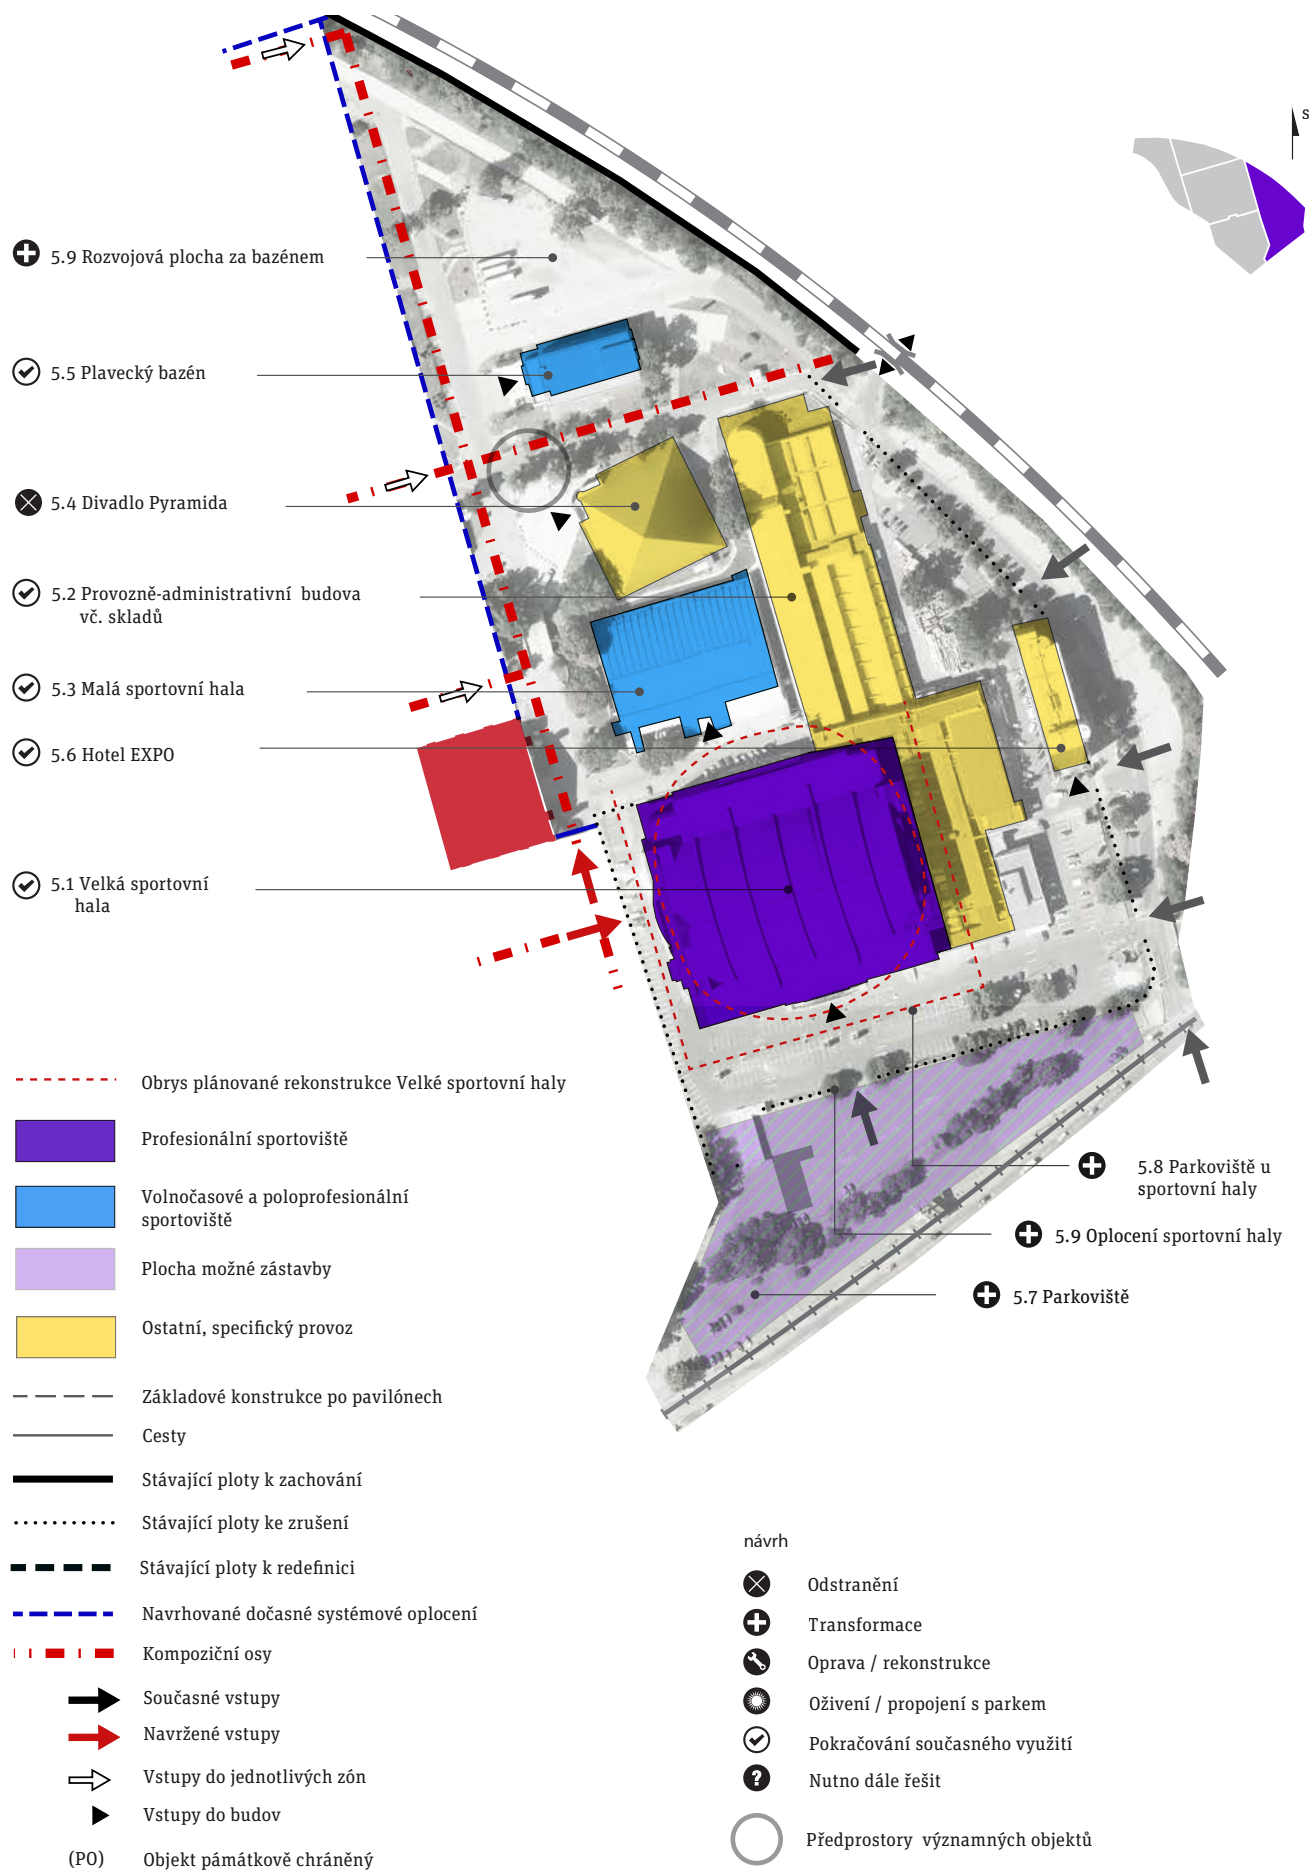 S
5.9 Rozvojová plocha za bazénem
5.5 Plavecký bazén
5.4 Divadlo Pyramida
5.2 Provozně-administrativní budova
vč. skladů
5.3 Malá sportovní hala
5.6 Hotel EXPO
5.1 Velká sportovní
hala
Obrys plánované rekonstrukce Velké sportovní haly
Profesionální sportoviště
Volnočasové a poloprofesionální
sportoviště
Plocha možné zástavby
Ostatní, specifický provoz
Základové konstrukce po pavilónech
Cesty
Stávající ploty k zachování
Stávající ploty ke zrušení
Stávající ploty k redefinici
Navrhované dočasné systémové oplocení
Kompoziční osy
Současné vstupy
Navržené vstupy
Vstupy do jednotlivých zón
Vstupy do budov
(PO) Objekt památkově chráněný
5.8 Parkoviště u
sportovní haly
5.9 Oplocení sportovní haly
5.7 Parkoviště
návrh
Odstranění
Transformace
Oprava / rekonstrukce
Oživení / propojení s parkem
Pokračování současného využití
Nutno dále řešit
Předprostory významných objektů